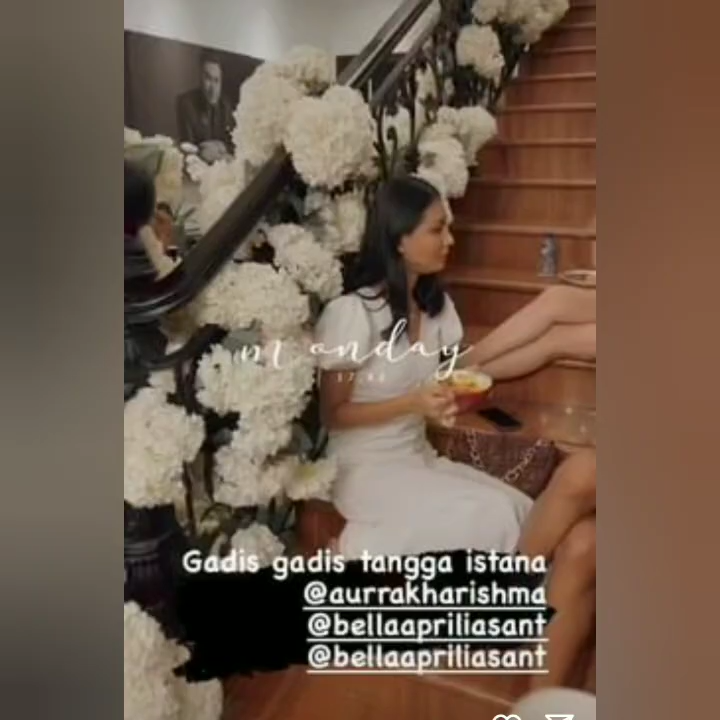 monday
Gadis gadis tangga istana
@aurrakharishma
@bellaapriliasant
@bellaapriliasant